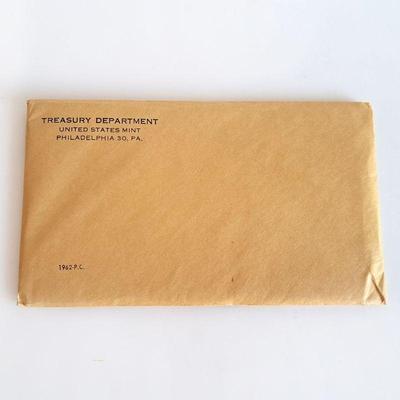 TREASURY DEPARTMENT
UNITED STATES MINT
PHILADELPHIA 30, PA.
1962-P.C.